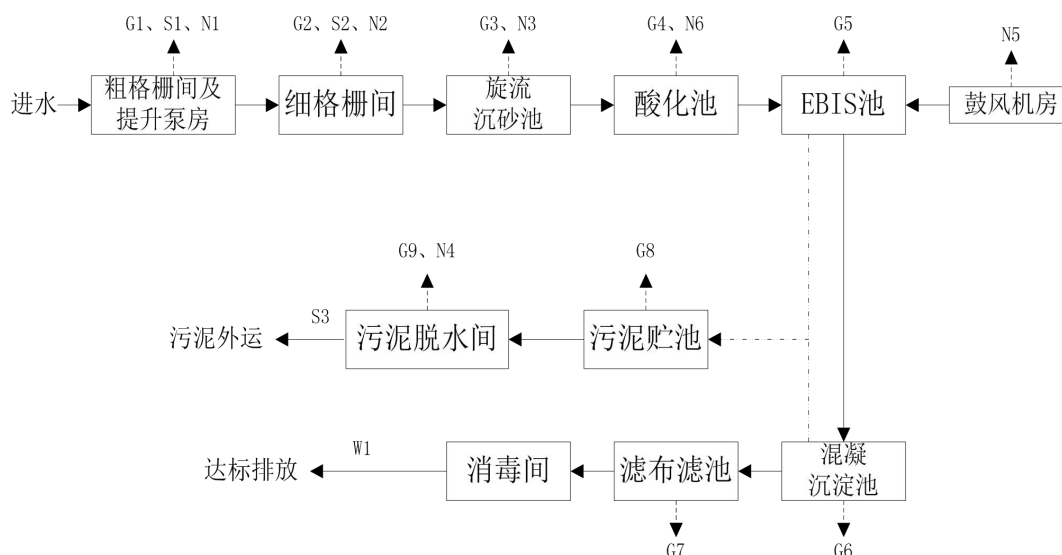 G1、S1、N1
G2、S2、N2
G3、N3
G4、N6
G5
N5
进水
粗格栅间及
提升泵房
细格栅间
旋流
沉砂池
酸化池
EBIS池
鼓风机房
G9、N4
G8
污泥外运
S3
污泥脱水间
污泥贮池
达标排放
W1
消毒间
滤布滤池
混凝
沉淀池
G7
G6